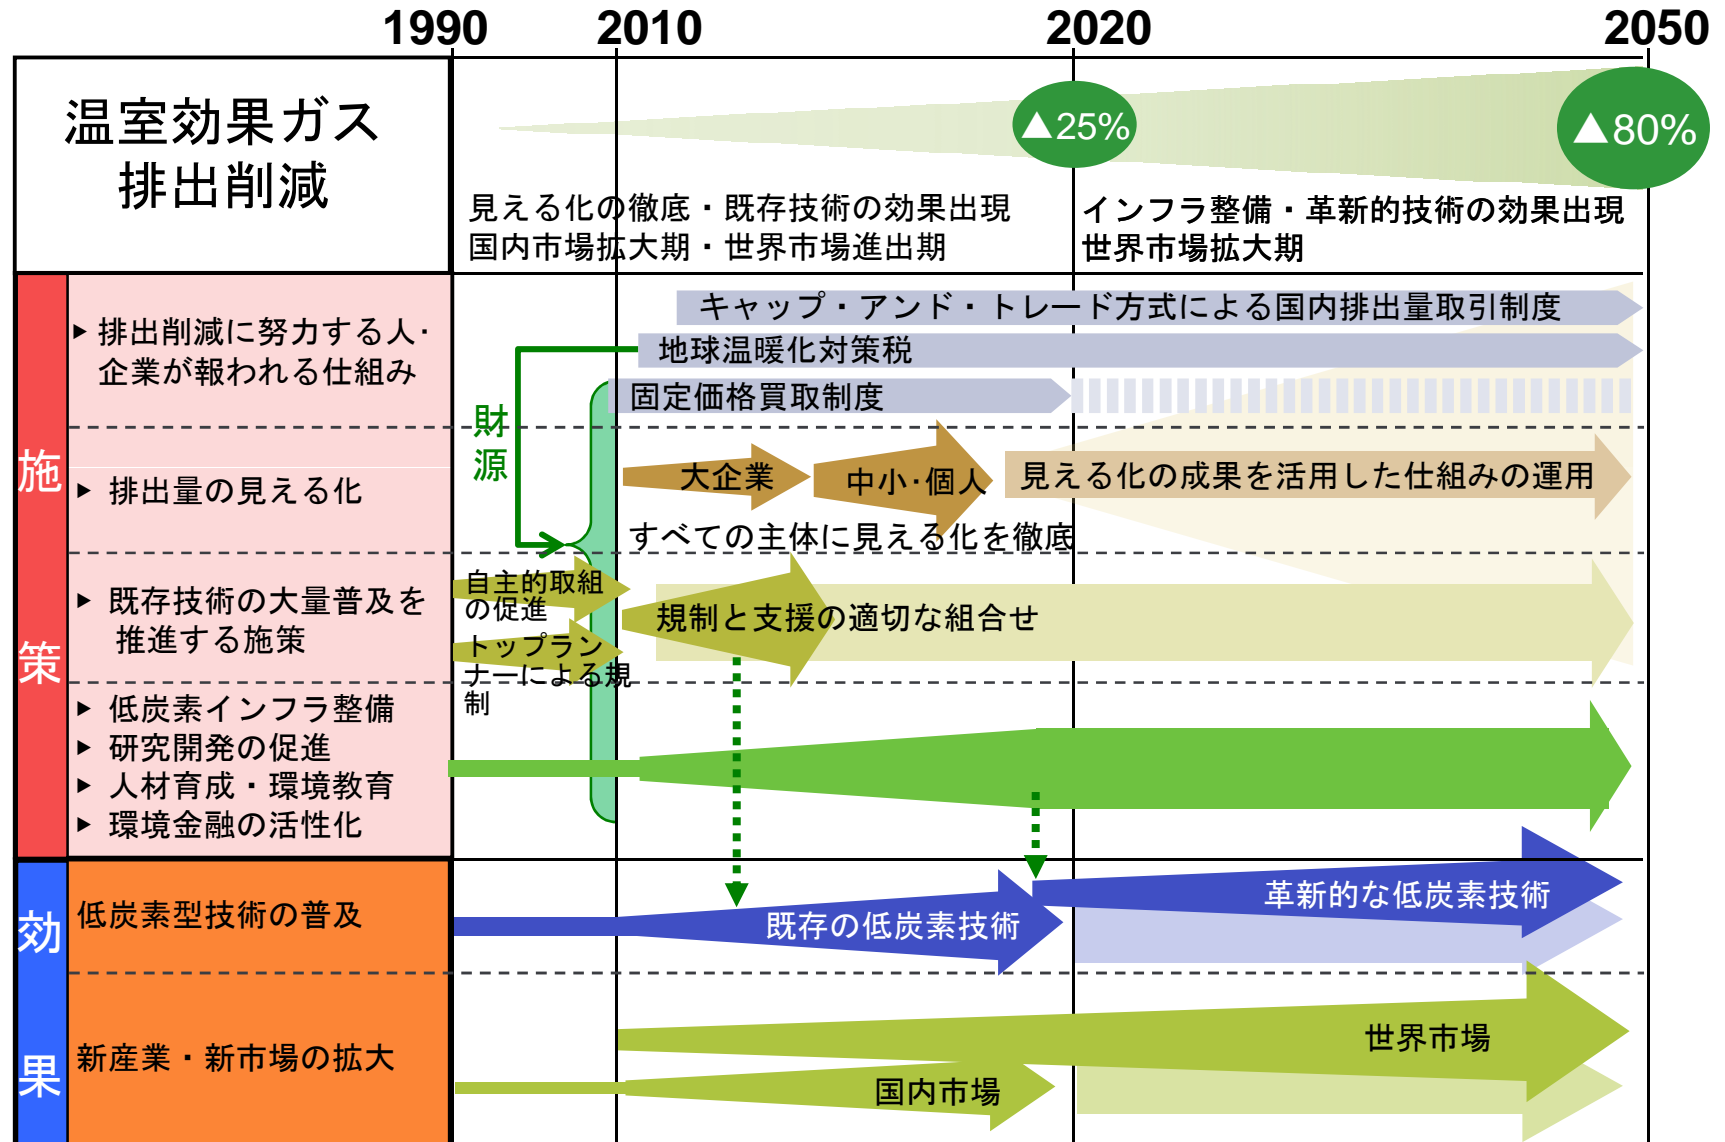 1990
2010
2020
2050
温室効果ガス
排出削減
▲25%
▲80%
見える化の徹底・既存技術の効果出現
国内市場拡大期・世界市場進出期
インフラ整備・革新的技術の効果出現
世界市場拡大期
施策
排出削減に努力する人・
企業が報われる仕組み
キャップ・アンド・トレード方式による国内排出量取引制度
地球温暖化対策税
固定価格買取制度
財源
排出量の見える化
大企業
中小・個人
見える化の成果を活用した仕組みの運用
すべての主体に見える化を徹底
既存技術の大量普及を
推進する施策
自主的取組
の促進
トップラン
ナーによる規
制
規制と支援の適切な組合せ
低炭素インフラ整備
研究開発の促進
人材育成・環境教育
環境金融の活性化
効果
低炭素型技術の普及
既存の低炭素技術
革新的な低炭素技術
新産業・新市場の拡大
世界市場
国内市場